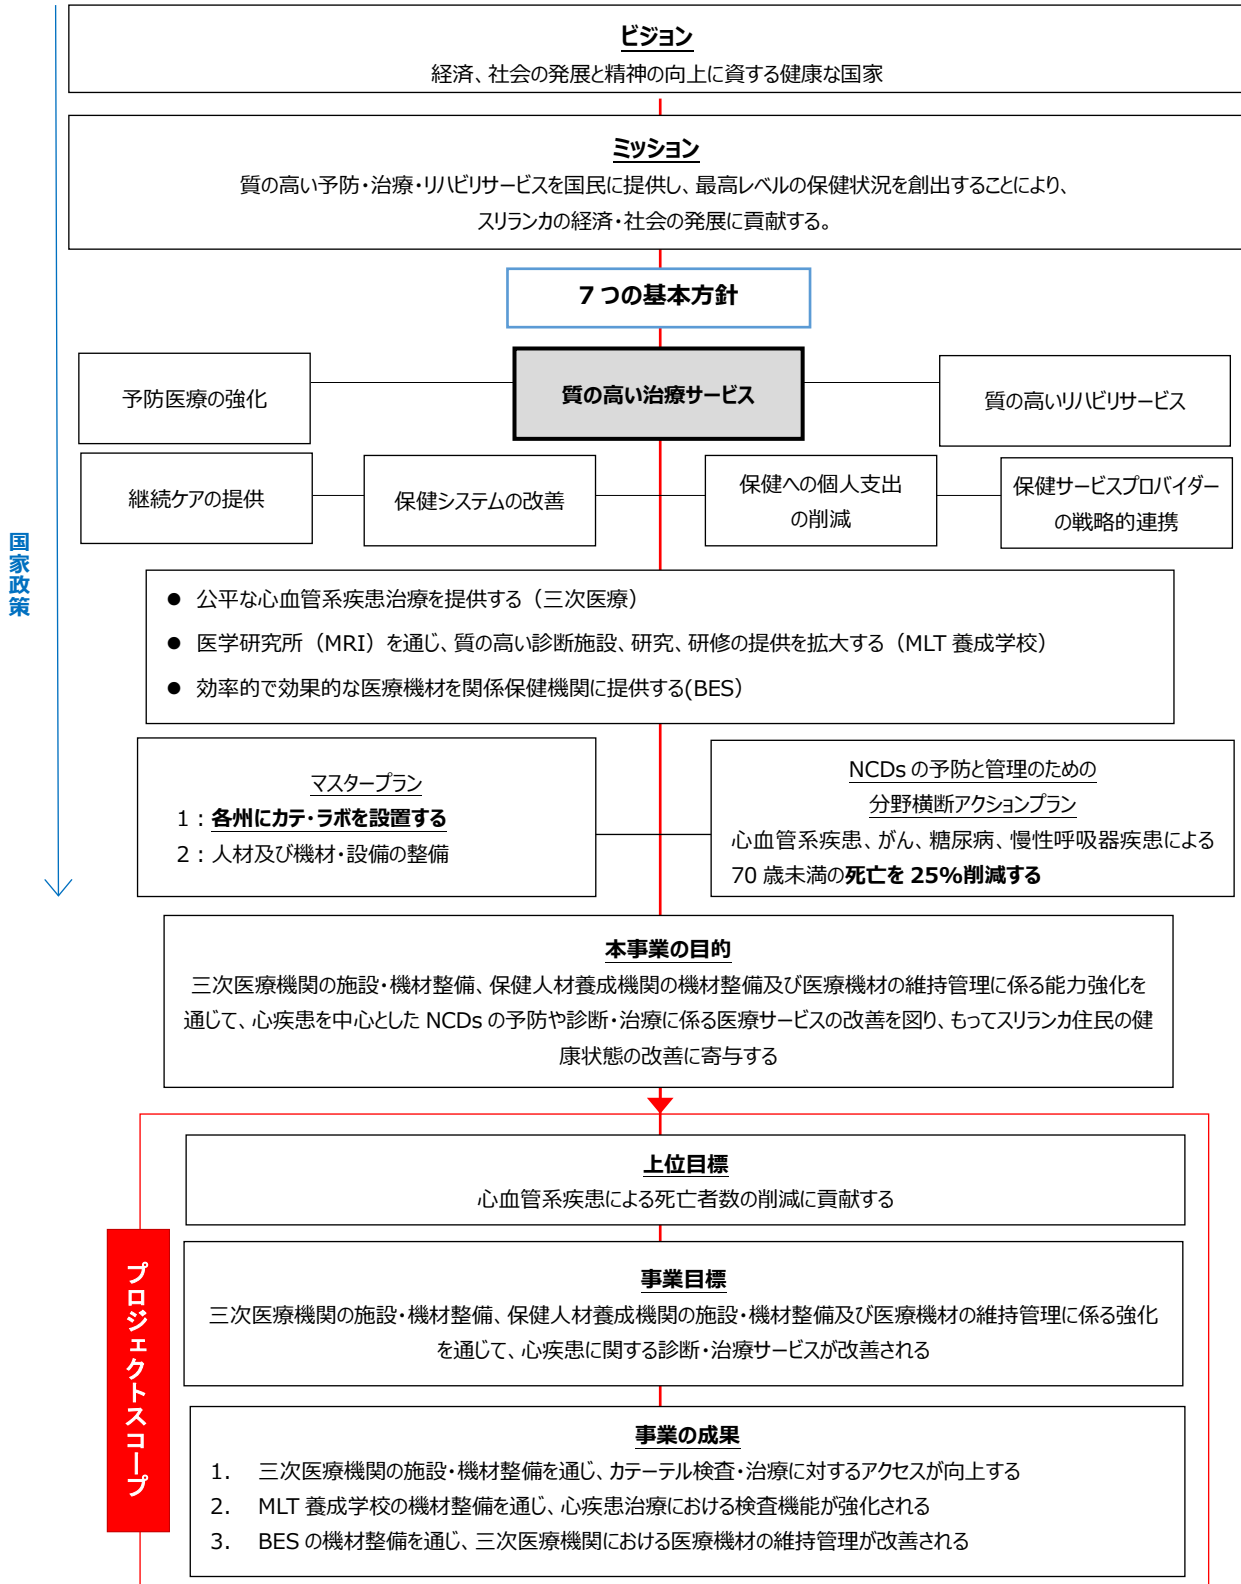 ビジョン
経済、社会の発展と精神の向上に資する健康な国家
ミッション
質の高い予防・治療・リハビリサービスを国民に提供し、最高レベルの保健状況を創出することにより、
スリランカの経済・社会の発展に貢献する。
7 つの基本方針
予防医療の強化
質の高い治療サービス
質の高いリハビリサービス
継続ケアの提供
保健システムの改善
保健への個人支出
の削減
保健サービスプロバイダー
の戦略的連携
国家政策
● 公平な心血管系疾患治療を提供する（三次医療）
● 医学研究所（MRI）を通じ、質の高い診断施設、研究、研修の提供を拡大する（MLT 養成学校）
● 効率的で効果的な医療機材を関係保健機関に提供する(BES）
マスタープラン
1：各州にカテ・ラボを設置する
2：人材及び機材・設備の整備
NCDs の予防と管理のための
分野横断アクションプラン
心血管系疾患、がん、糖尿病、慢性呼吸器疾患による
70 歳未満の死亡を 25%削減する
本事業の目的
三次医療機関の施設・機材整備、保健人材養成機関の機材整備及び医療機材の維持管理に係る能力強化を
通じて、心疾患を中心とした NCDs の予防や診断・治療に係る医療サービスの改善を図り、もってスリランカ住民の健
康状態の改善に寄与する
上位目標
心血管系疾患による死亡者数の削減に貢献する
プロジェクトスコープ
事業目標
三次医療機関の施設・機材整備、保健人材養成機関の施設・機材整備及び医療機材の維持管理に係る強化
を通じて、心疾患に関する診断・治療サービスが改善される
事業の成果
1. 三次医療機関の施設・機材整備を通じ、カテーテル検査・治療に対するアクセスが向上する
2. MLT 養成学校の機材整備を通じ、心疾患治療における検査機能が強化される
3. BES の機材整備を通じ、三次医療機関における医療機材の維持管理が改善される